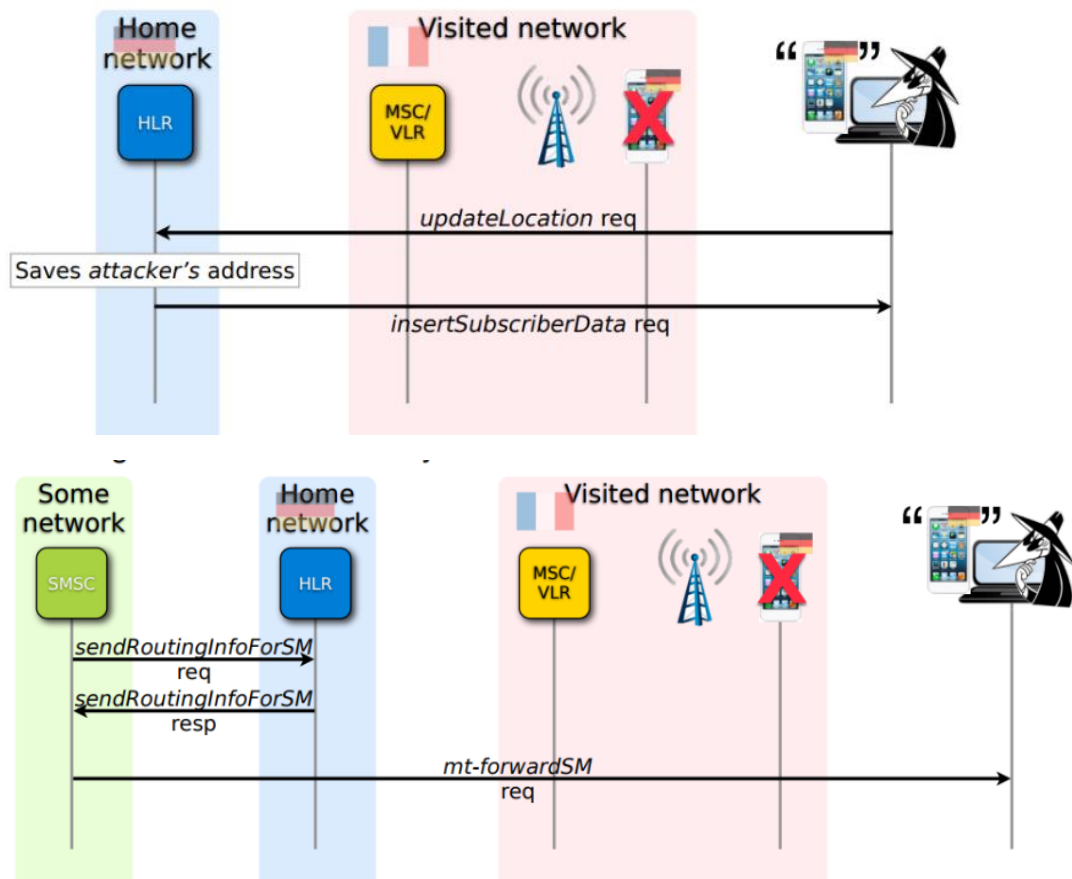 Home
network
Visited network
“ ”
HLR
MSC/
VLR
updateLocation req
Saves attacker’s address
insertSubscriberData req
Some
network
Home
network
Visited network
“ ”
SMSC
HLR
MSC/
VLR
sendRoutingInfoForSM
req
sendRoutingInfoForSM
resp
mt-forwardSM
req